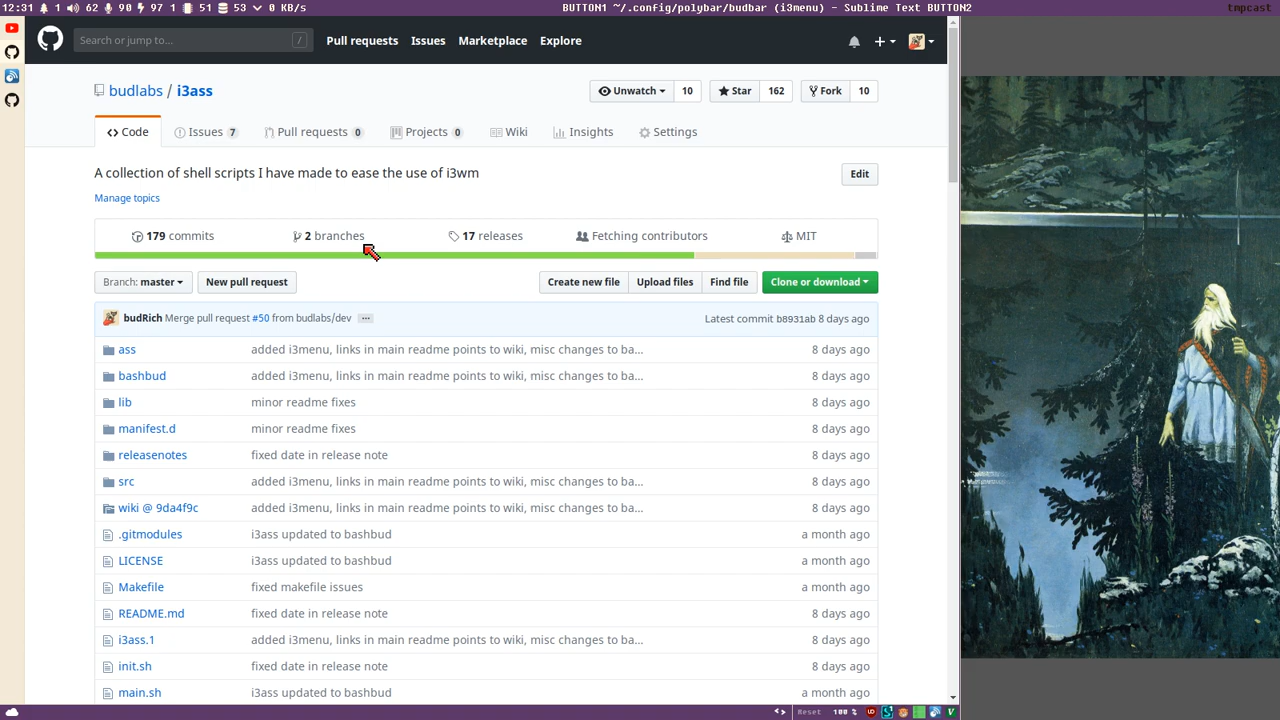 12:31 1 62 90 97 1 53 0 KB/s
BUTTON1 ~/.config/polybar/budbar (i3menu) - Sublime Text BUTTON2
tmpcast
Search or jump to... /
Pull requests Issues Marketplace Explore
budlabs / i3ass
Unwatch 10 Star 162 Fork 10
Code Issues 7 Pull requests 0 Projects 0 Wiki Insights Settings
A collection of shell scripts I have made to ease the use of i3wm
Edit
Manage topics
179 commits 2 branches 17 releases Fetching contributors MIT
Branch: master New pull request Create new file Upload files Find file Clone or download
budRich Merge pull request #50 from budlabs/dev ... Latest commit b8931ab 8 days ago
ass added i3menu, links in main readme points to wiki, misc changes to ba... 8 days ago
bashbud added i3menu, links in main readme points to wiki, misc changes to ba... 8 days ago
lib minor readme fixes 8 days ago
manifest.d minor readme fixes 8 days ago
releasenotes fixed date in release note 8 days ago
src added i3menu, links in main readme points to wiki, misc changes to ba... 8 days ago
wiki @ 9da4f9c added i3menu, links in main readme points to wiki, misc changes to ba... 8 days ago
.gitmodules i3ass updated to bashbud a month ago
LICENSE i3ass updated to bashbud a month ago
Makefile fixed makefile issues a month ago
README.md fixed date in release note 8 days ago
i3ass.1 added i3menu, links in main readme points to wiki, misc changes to ba... 8 days ago
init.sh fixed date in release note 8 days ago
main.sh i3ass updated to bashbud a month ago
Reset 100 %